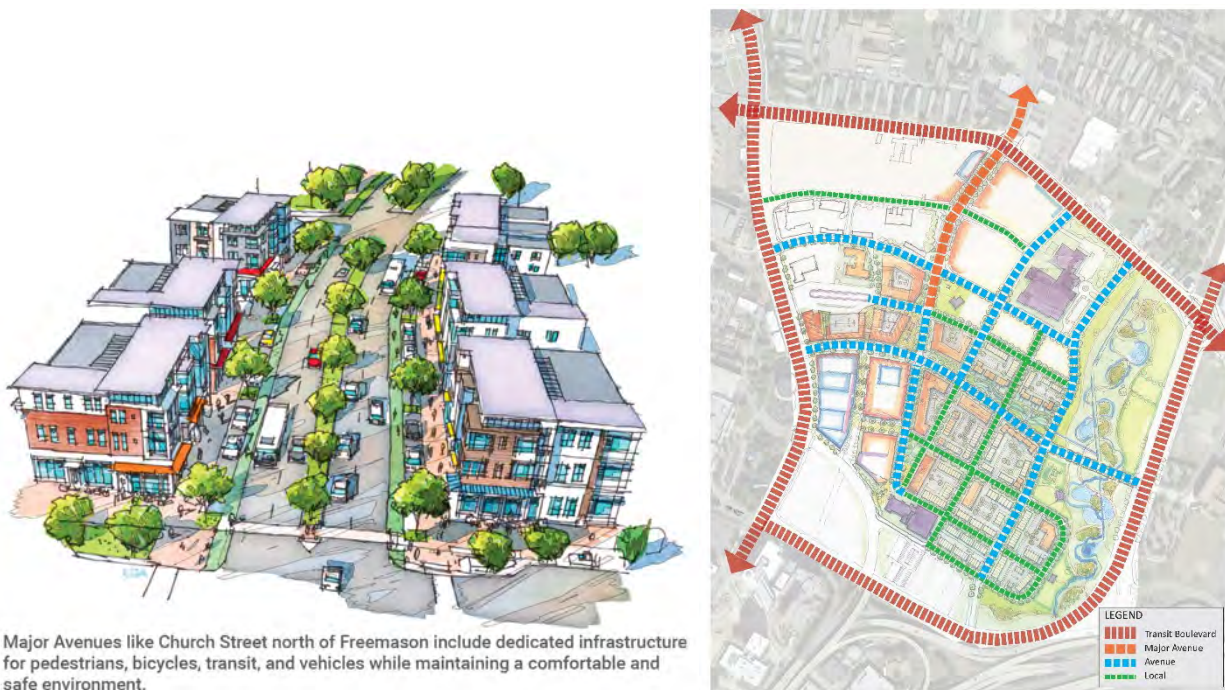 Major Avenues like Church Street north of Freemason include dedicated infrastructure
for pedestrians, bicycles, transit, and vehicles while maintaining a comfortable and
safe environment.
LEGEND
Transit Boulevard
Major Avenue
Avenue
Local